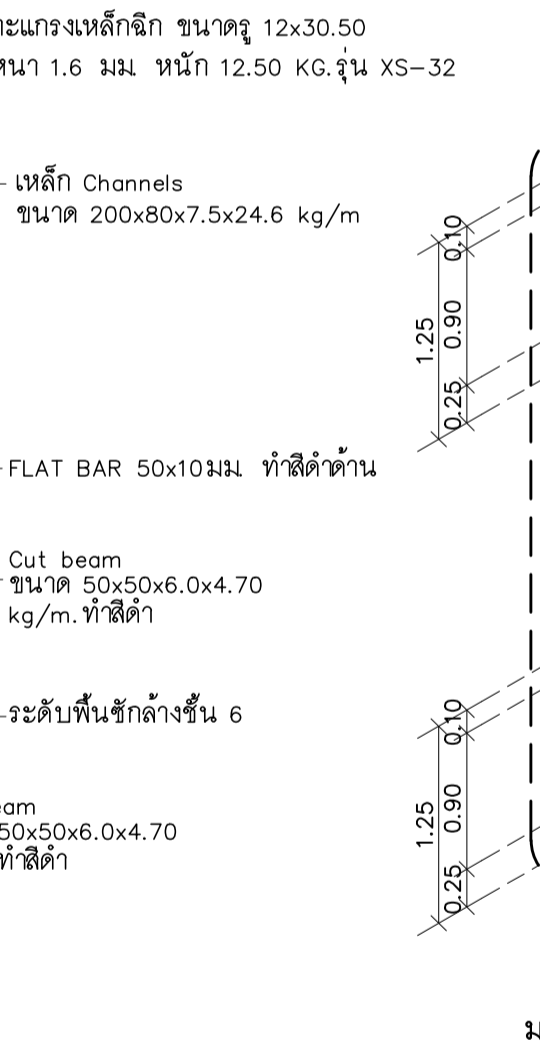 ะแกรงเหล็กฉีก ขนาดรู 12x30.50
หนา 1.6 มม. หนัก 12.50 KG.รุ่น XS-32
เหล็ก Channels
ขนาด 200x80x7.5x24.6 kg/m
0.10
0.90
1.25
0.25
FLAT BAR 50x10มม. ทำสีดำด้าน
Cut beam
ขนาด 50x50x6.0x4.70
kg/m.ทำสีดำ
ระดับพื้นซักล้างชั้น 6
0.10
0.90
1.25
0.25
eam
50x50x6.0x4.70
ทำสีดำ
ม